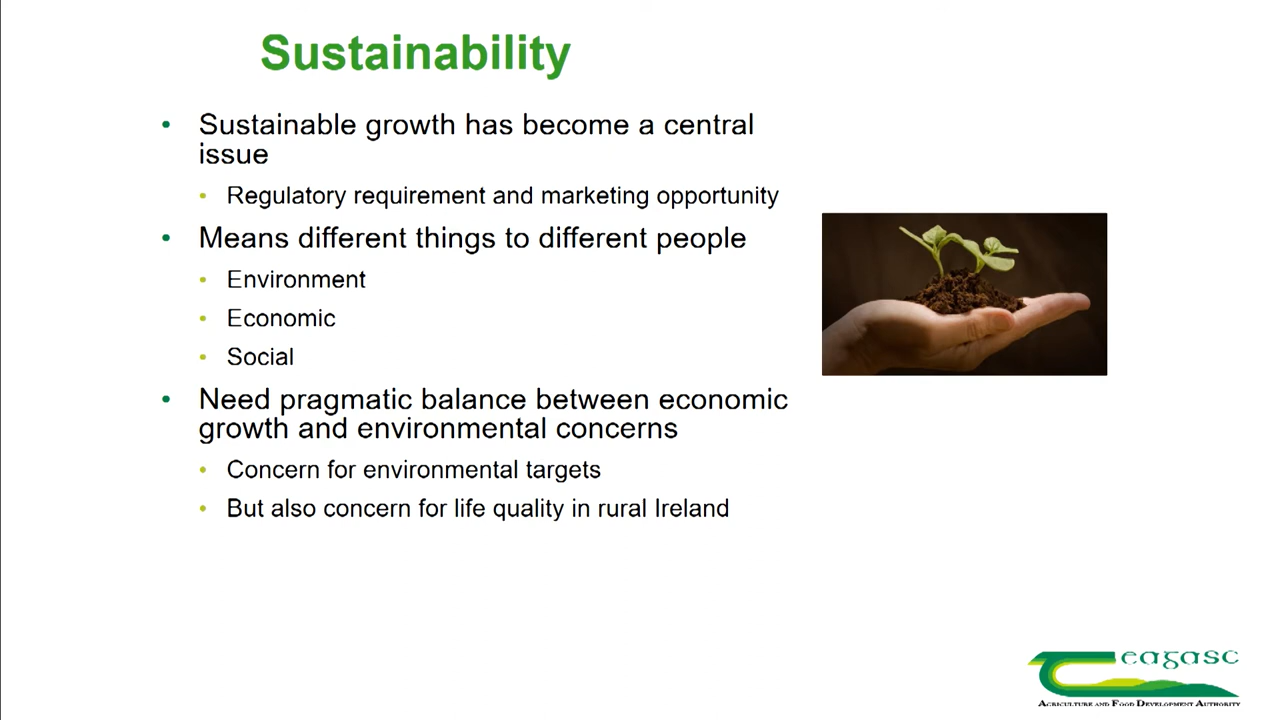 Sustainability
• Sustainable growth has become a central
issue
• Regulatory requirement and marketing opportunity
• Means different things to different people
• Environment
• Economic
• Social
• Need pragmatic balance between economic
growth and environmental concerns
• Concern for environmental targets
• But also concern for life quality in rural Ireland
Teagasc
AGRICULTURE AND FOOD DEVELOPMENT AUTHORITY